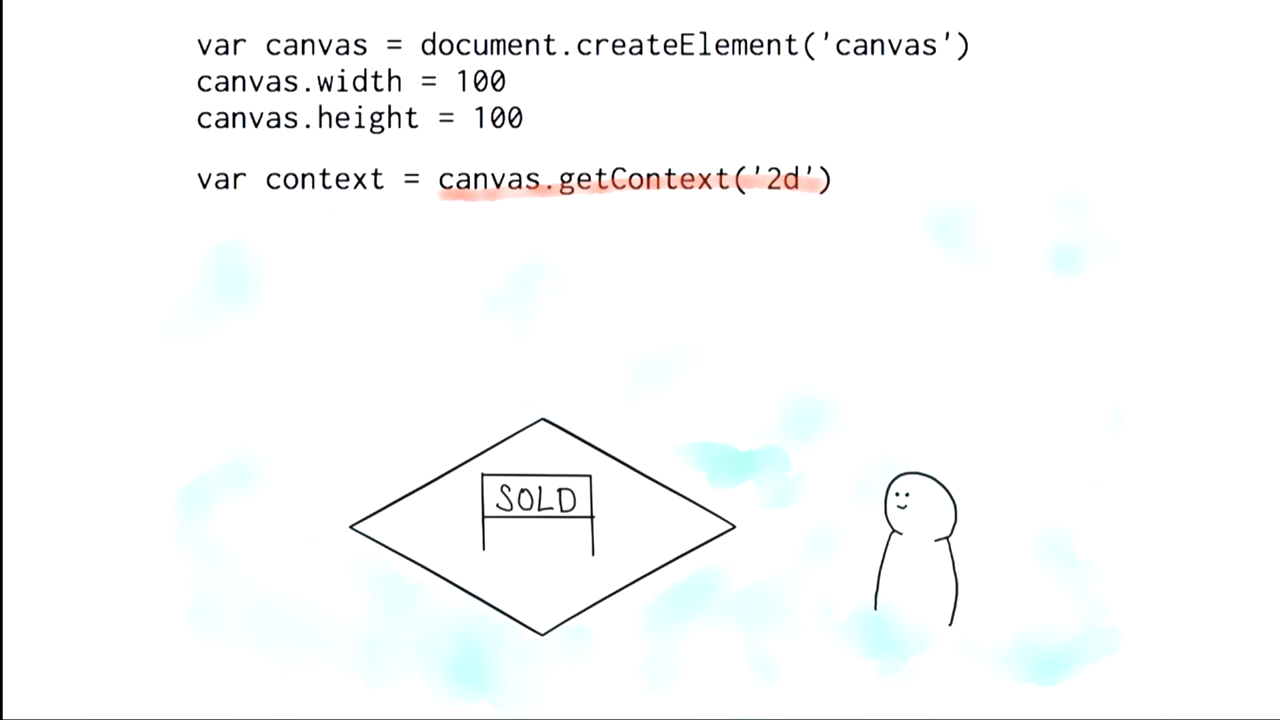 var canvas = document.createElement('canvas')
canvas.width = 100
canvas.height = 100
var context = canvas.getContext('2d')
SOLD